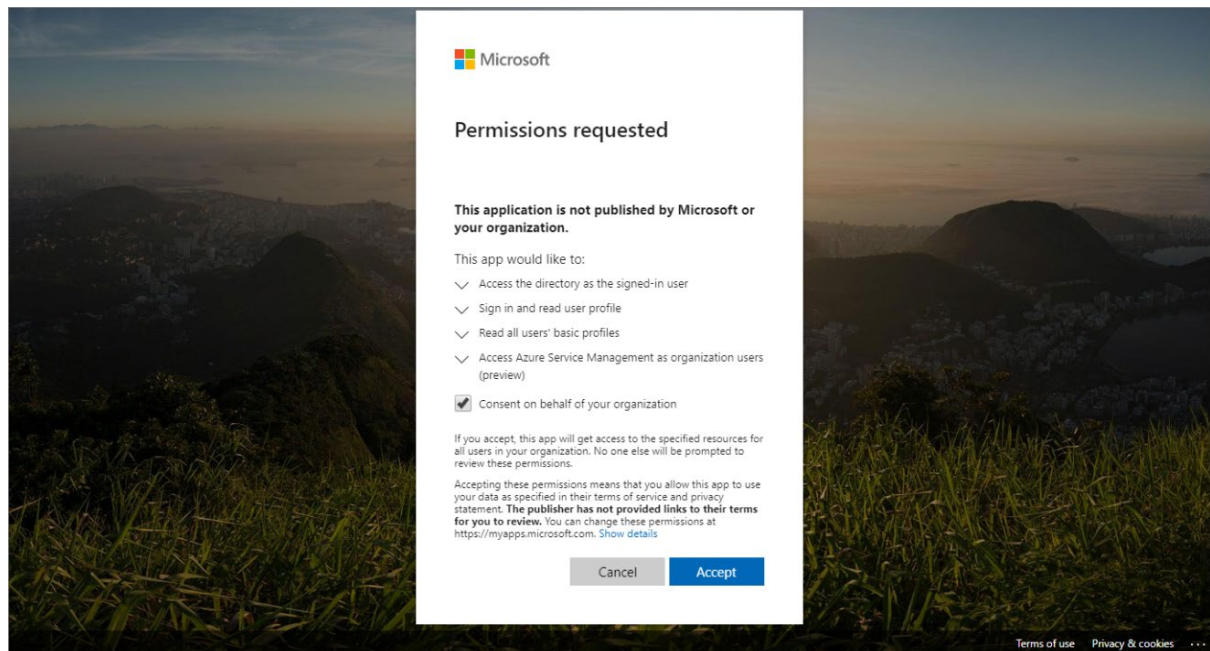 Microsoft
Permissions requested
This application is not published by Microsoft or
your organization.
This app would like to:
Access the directory as the signed-in user
Sign in and read user profile
Read all users' basic profiles
Access Azure Service Management as organization users
(preview)
Consent on behalf of your organization
If you accept, this app will get access to the specified resources for
all users in your organization. No one else will be prompted to
review these permissions.
Accepting these permissions means that you allow this app to use
your data as specified in their terms of service and privacy
statement. The publisher has not provided links to their terms
for you to review. You can change these permissions at
https://myapps.microsoft.com. Show details
Cancel Accept
Terms of use Privacy & cookies ...